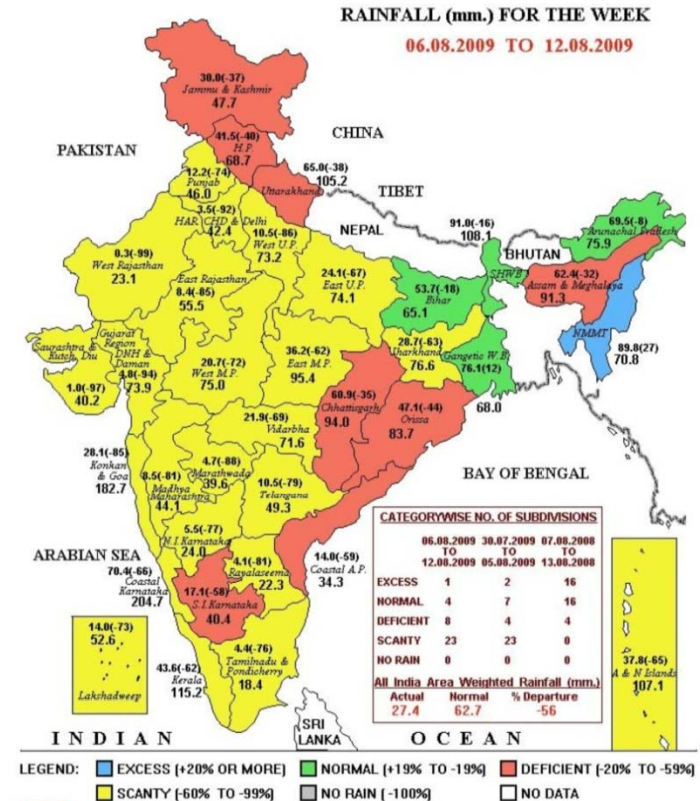 RAINFALL (mm.) FOR THE WEEK
06.08.2009 TO 12.08.2009
30.0(-37)
Jammu & Kashmir
47.7
CHINA
41.5(-40)
H.P.
68.7
PAKISTAN
65.0(-38)
105.2
Uttarakhand
TIBET
12.2(-74)
Punjab
46.0
3.5(-92)
HAR, CHD & Delhi
42.4
10.5(-86)
West U.P.
73.2
NEPAL
91.0(-16)
108.1
SHWB
BHUTAN
69.5(-8)
Arunachal Pradesh
75.9
0.3(-99)
West Rajasthan
23.1
East Rajasthan
8.4(-85)
55.5
24.1(-67)
East U.P.
74.1
53.7(-18)
Bihar
65.1
62.4(-32)
Assam & Meghalaya
91.3
NMMT
89.8(27)
70.8
Saurashtra &
Kutch, Diu
1.0(-97)
40.2
Gujarat
Region
DNH &
Daman
4.8(-94)
73.9
20.7(-72)
West M.P.
75.0
36.2(-62)
East M.P.
95.4
28.7(-63)
Jharkhand
76.6
Gangetic W.B.
76.1(12)
68.0
60.9(-35)
Chhattisgarh
94.0
47.1(-44)
Orissa
83.7
21.9(-69)
Vidarbha
71.6
28.1(-85)
Konkan
& Goa
182.7
8.5(-81)
Madhya
Maharashtra
44.1
4.7(-88)
Marathwada
39.6
10.5(-79)
Telangana
49.3
BAY OF BENGAL
5.5(-77)
N.I.Karnataka
24.0
ARABIAN SEA
70.4(-66)
Coastal
Karnataka
204.7
4.1(-81)
Rayalaseema
22.3
14.0(-59)
Coastal A.P.
34.3
17.1(-58)
S.I.Karnataka
40.4
4.4(-76)
Tamilnadu &
Pondicherry
18.4
43.6(-62)
Kerala
115.2
14.0(-73)
52.6
Lakshadweep
37.8(-65)
A & N Islands
107.1
CATEGORYWISE NO. OF SUBDIVISIONS
06.08.2009 30.07.2009 07.08.2008
TO TO TO
12.08.2009 05.08.2009 13.08.2008
EXCESS 1 2 16
NORMAL 4 7 16
DEFICIENT 8 4 4
SCANTY 23 23 0
NO RAIN 0 0 0
All India Area Weighted Rainfall (mm.)
Actual Normal % Departure
27.4 62.7 -56
SRI
LANKA
INDIAN OCEAN
LEGEND: EXCESS (+20% OR MORE) NORMAL (+19% TO -19%) DEFICIENT (-20% TO -59%)
SCANTY (-60% TO -99%) NO RAIN (-100%) NO DATA